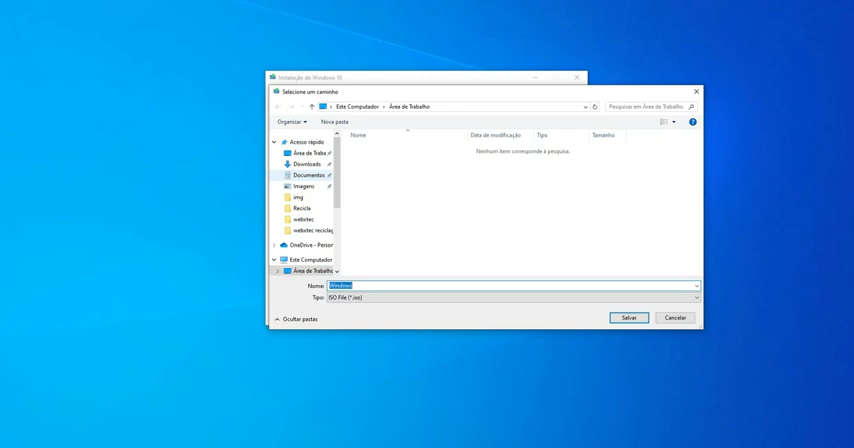 Instalação do Windows 10
Selecione um caminho
Este Computador > Área de Trabalho
Pesquisar em Área de Trabalho
Organizar
Nova pasta
Nome
Data de modificação
Tipo
Tamanho
Nenhum item corresponde à pesquisa.
Acesso rápido
Área de Traba
Downloads
Documentos
Imagens
img
Recicla
webxtec
webxtec reciclag
OneDrive - Person
Este Computador
Área de Trabalho
Nome: Windows
Tipo: ISO File (*.iso)
Ocultar pastas
Salvar
Cancelar